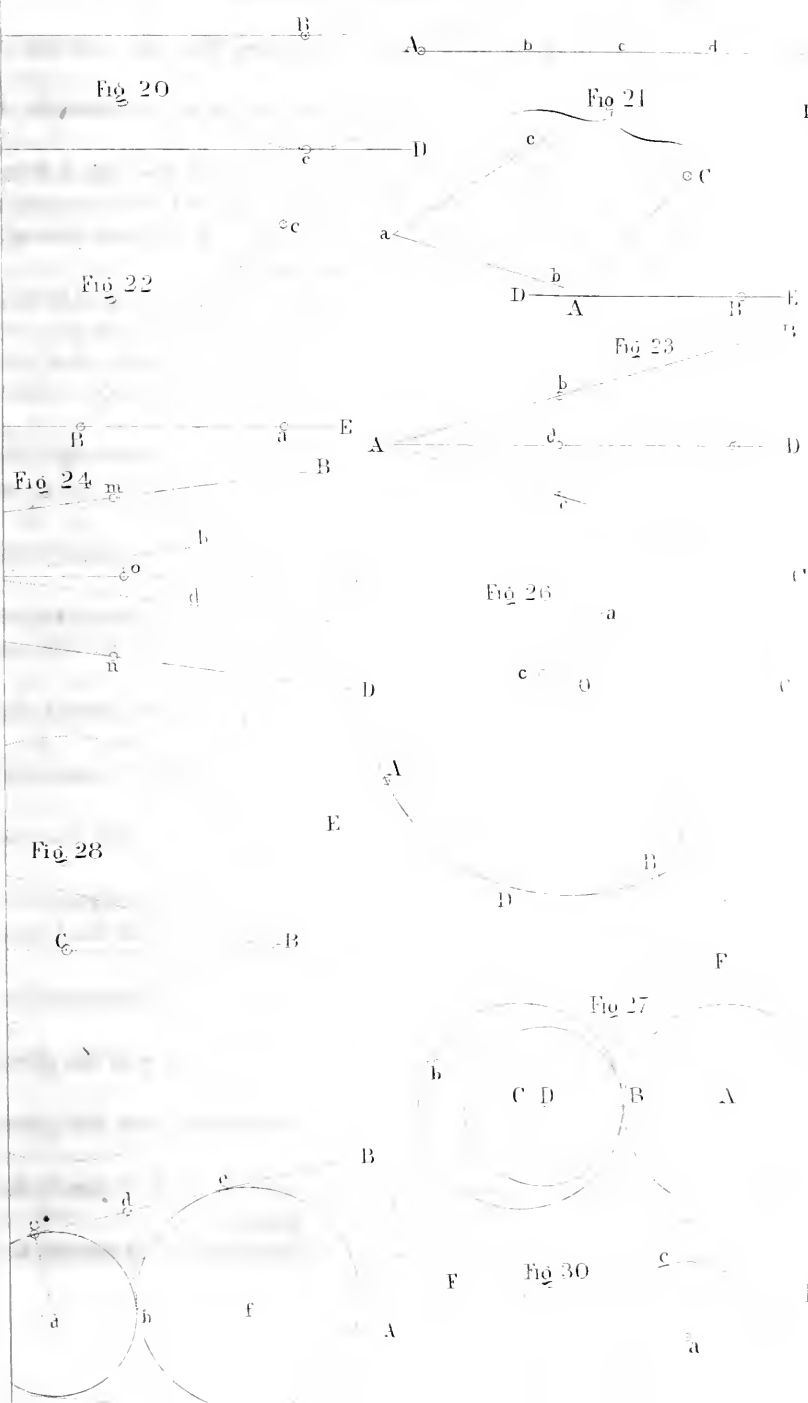 B
A b c d
Fig 20
Fig 21
c D
c
C
c
a
Fig 22
b
D A B E
B
Fig 23
b
B a E
A d D
B
Fig 24 m
c
b
o
C
d
Fig 26
a
n
c O C
D
A
E
Fig 28
B
D
C B
F
Fig 27
b
C D B A
B
e
d
c
Fig 30
c
F
a b f
A
a